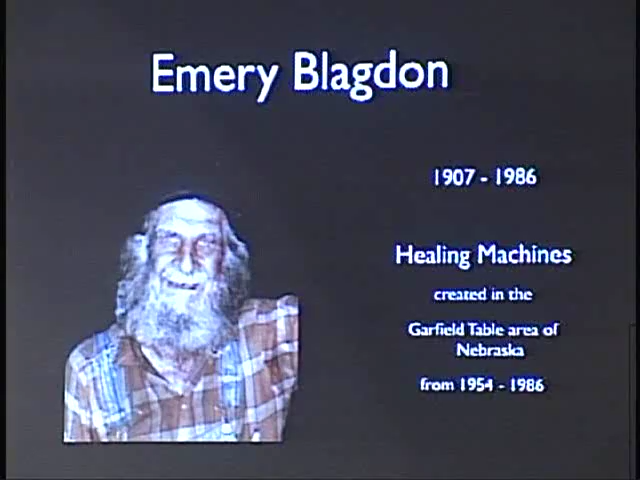 Emery Blagdon
1907 - 1986
Healing Machines
created in the
Garfield Table area of
Nebraska
from 1954 - 1986